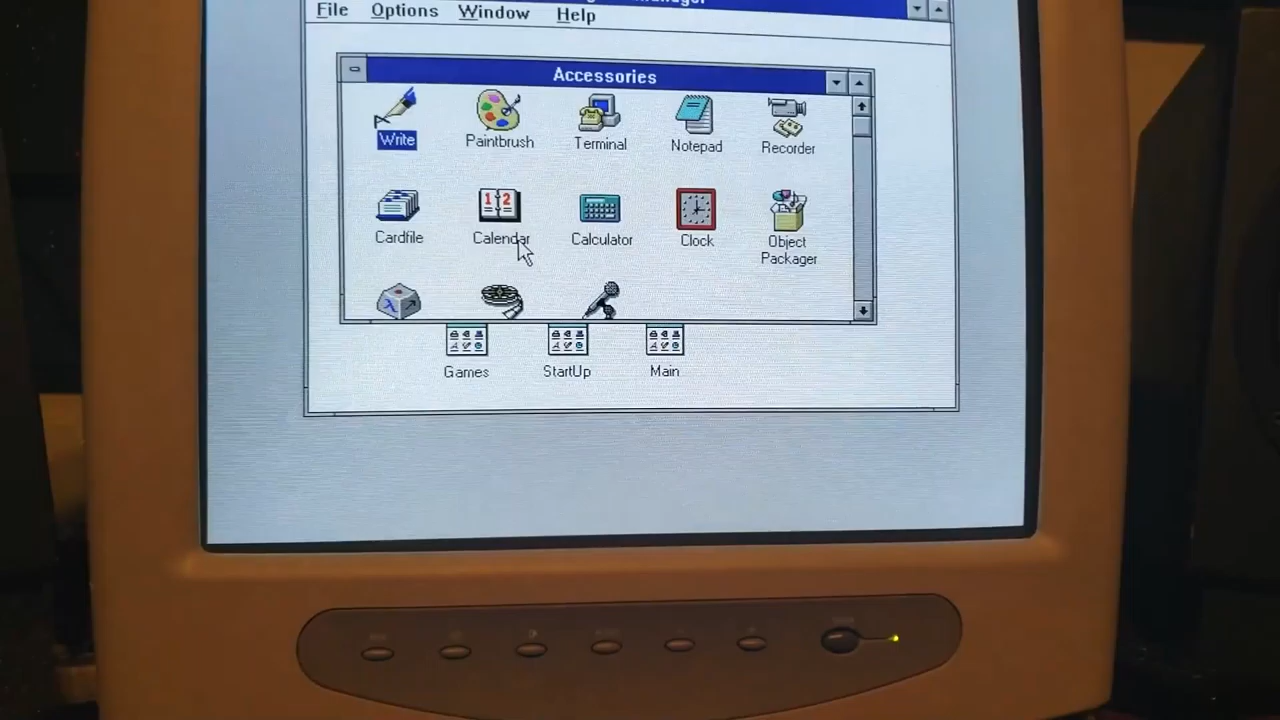 File Options Window Help
Accessories
Write Paintbrush Terminal Notepad Recorder
Cardfile Calendar Calculator Clock Object
Packager
Games StartUp Main